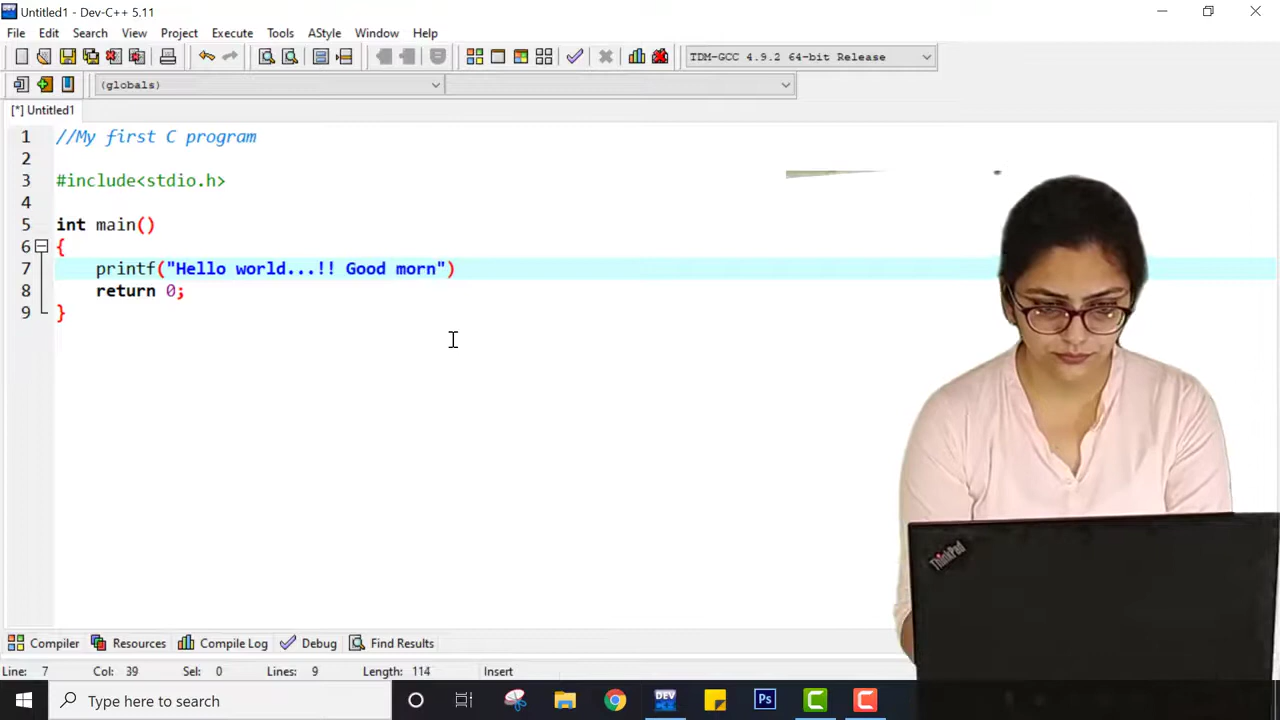 Untitled1 - Dev-C++ 5.11
File Edit Search View Project Execute Tools AStyle Window Help
TDM-GCC 4.9.2 64-bit Release
(globals)
[*] Untitled1
1 //My first C program
2
3 #include<stdio.h>
4
5 int main()
6 {
7 printf("Hello world...!! Good morn")
8 return 0;
9 }
Compiler Resources Compile Log Debug Find Results
Line: 7 Col: 39 Sel: 0 Lines: 9 Length: 114 Insert
Type here to search
DEV
Ps
C
C
ThinkPad